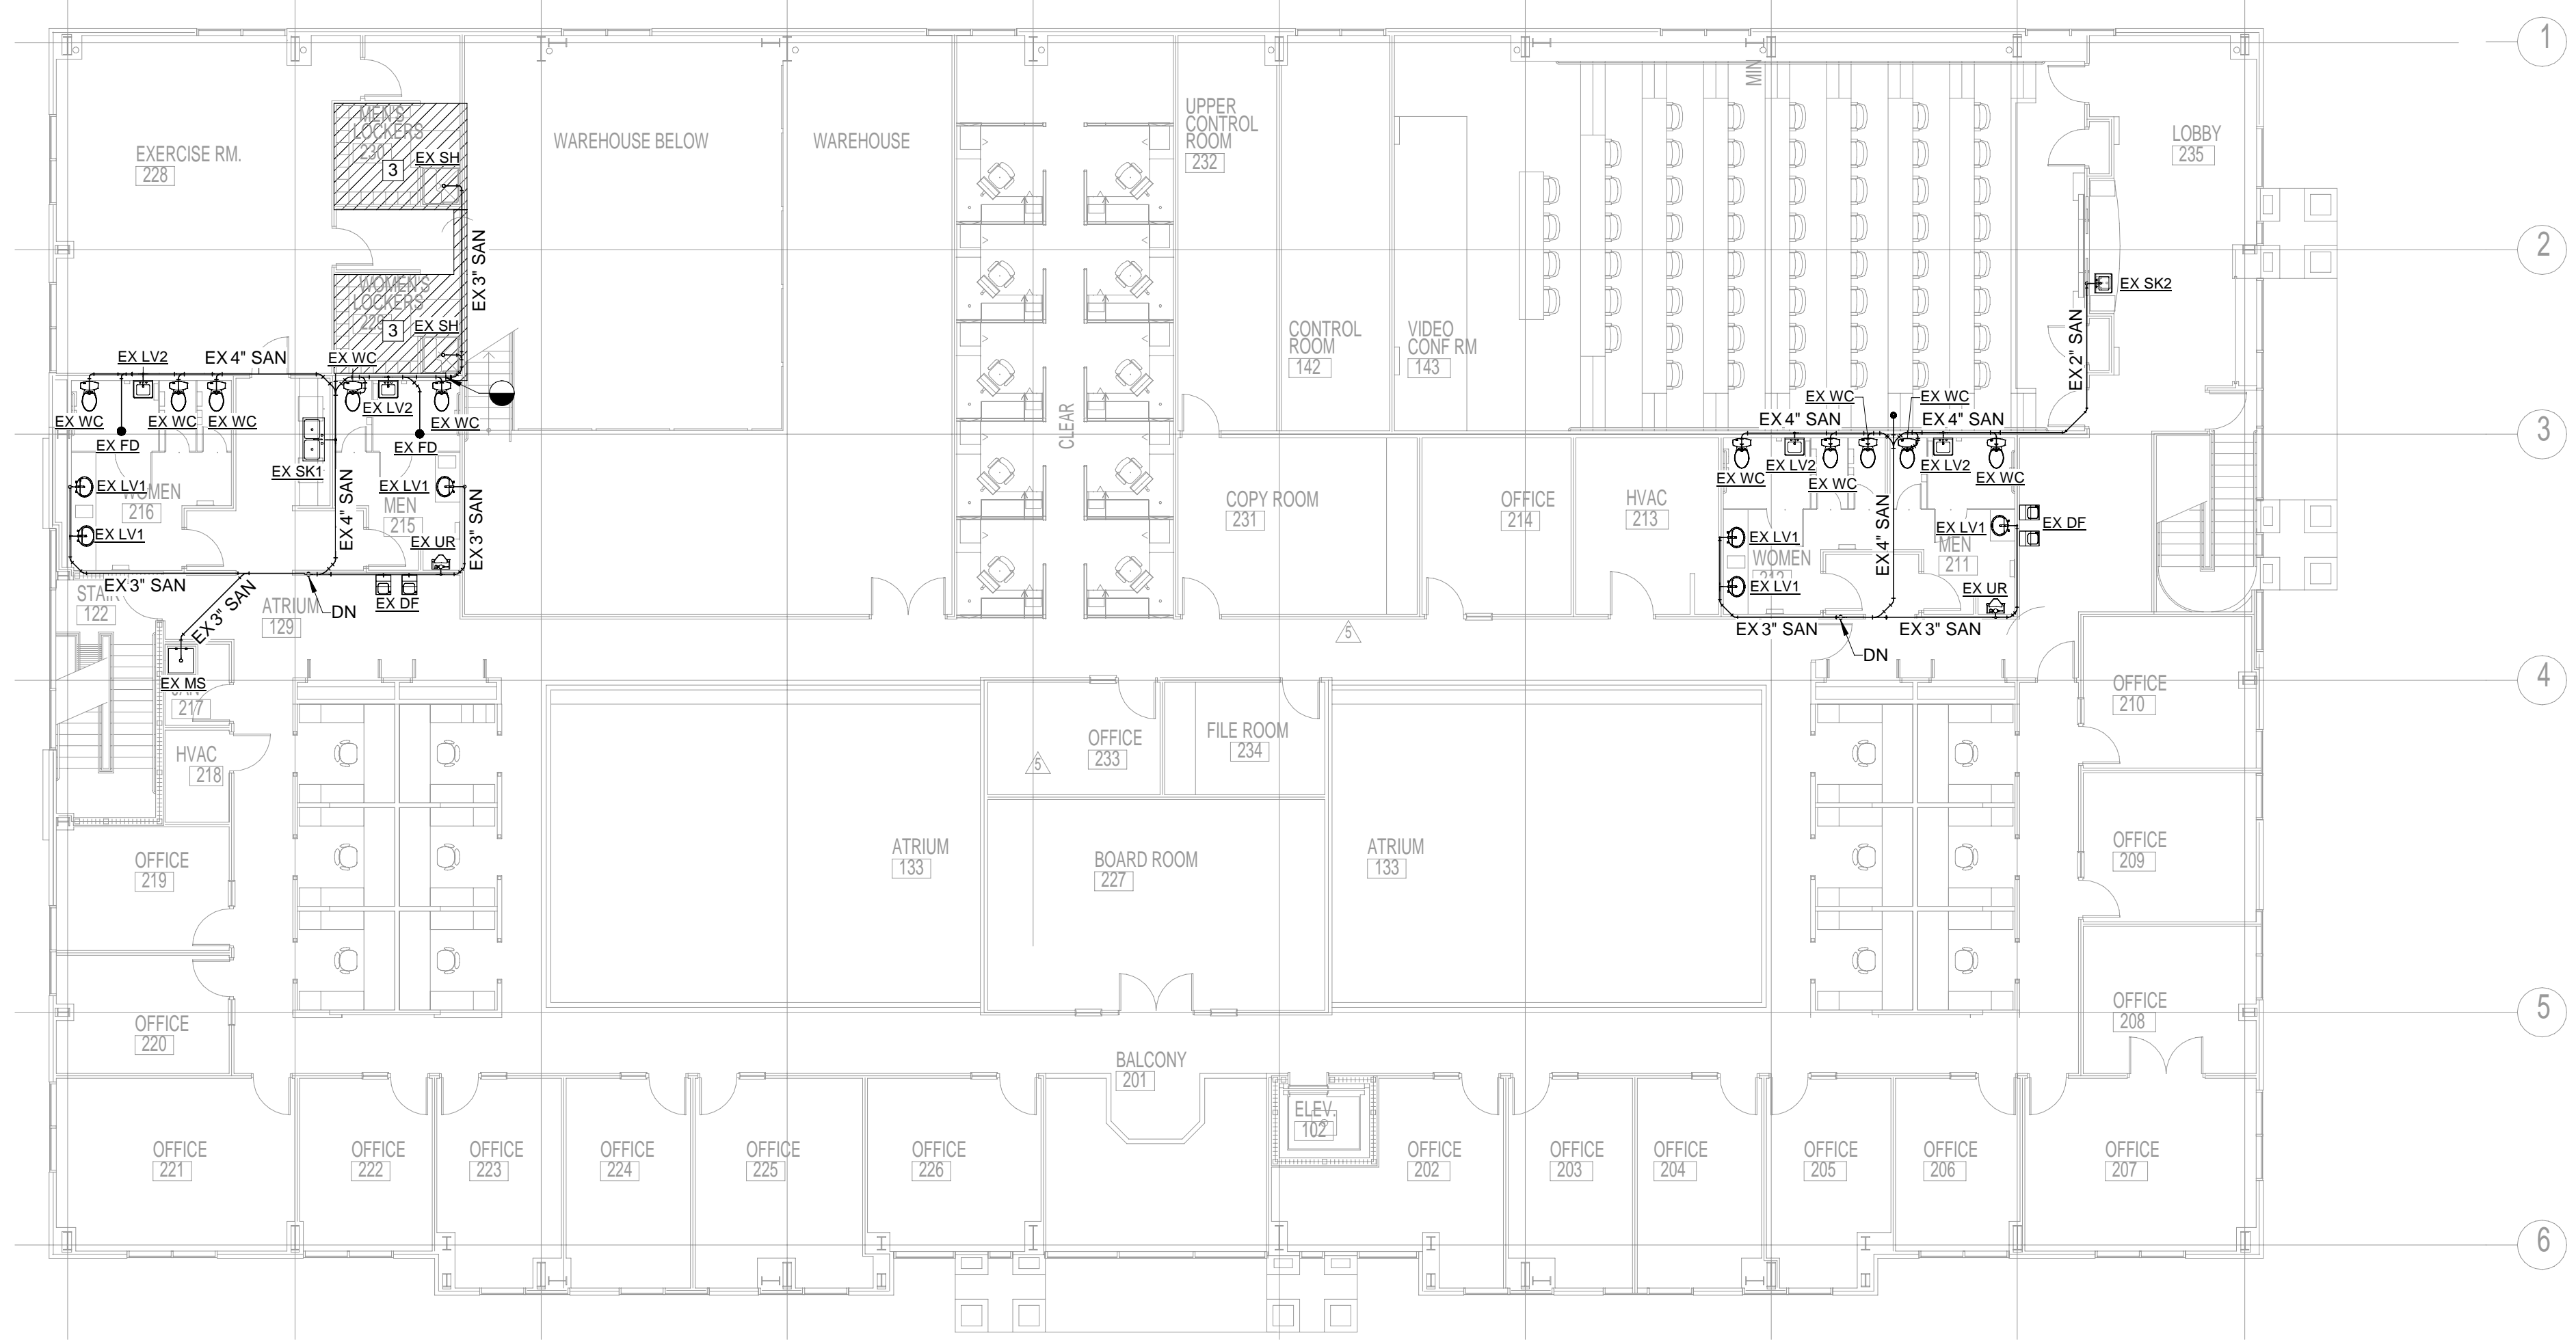 1
MEN'S
LOCKERS
230
3
EX SH
EXERCISE RM.
228
WAREHOUSE BELOW
WAREHOUSE
UPPER
CONTROL
ROOM
232
MIN
LOBBY
235
2
EX 3" SAN
WOMEN'S
LOCKERS
229
3
EX SH
EX SK2
EX 2" SAN
CONTROL
ROOM
142
VIDEO
CONF RM
143
EX LV2
EX 4" SAN
EX WC
EX LV2
EX WC
EX WC
EX WC
EX WC
EX FD
EX FD
EX SK1
EX LV1
WOMEN
216
EX LV1
EX 4" SAN
EX LV1
MEN
215
EX UR
EX 3" SAN
EX 3" SAN
EX 3" SAN
EX DF
DN
STAIR
122
ATRIUM
129
EX MS
JAN
217
HVAC
218
CLEAR
COPY ROOM
231
OFFICE
214
HVAC
213
EX WC
EX WC
EX 4" SAN
EX 4" SAN
3
EX LV2
EX LV2
EX WC
EX WC
EX WC
EX 4" SAN
EX LV1
WOMEN
212
EX LV1
EX LV1
MEN
211
EX DF
EX UR
EX 3" SAN
EX 3" SAN
DN
5
4
OFFICE
210
OFFICE
233
5
FILE ROOM
234
OFFICE
219
ATRIUM
133
BOARD ROOM
227
ATRIUM
133
OFFICE
209
OFFICE
220
OFFICE
208
5
BALCONY
201
ELEV.
102
OFFICE
221
OFFICE
222
OFFICE
223
OFFICE
224
OFFICE
225
OFFICE
226
OFFICE
202
OFFICE
203
OFFICE
204
OFFICE
205
OFFICE
206
OFFICE
207
6